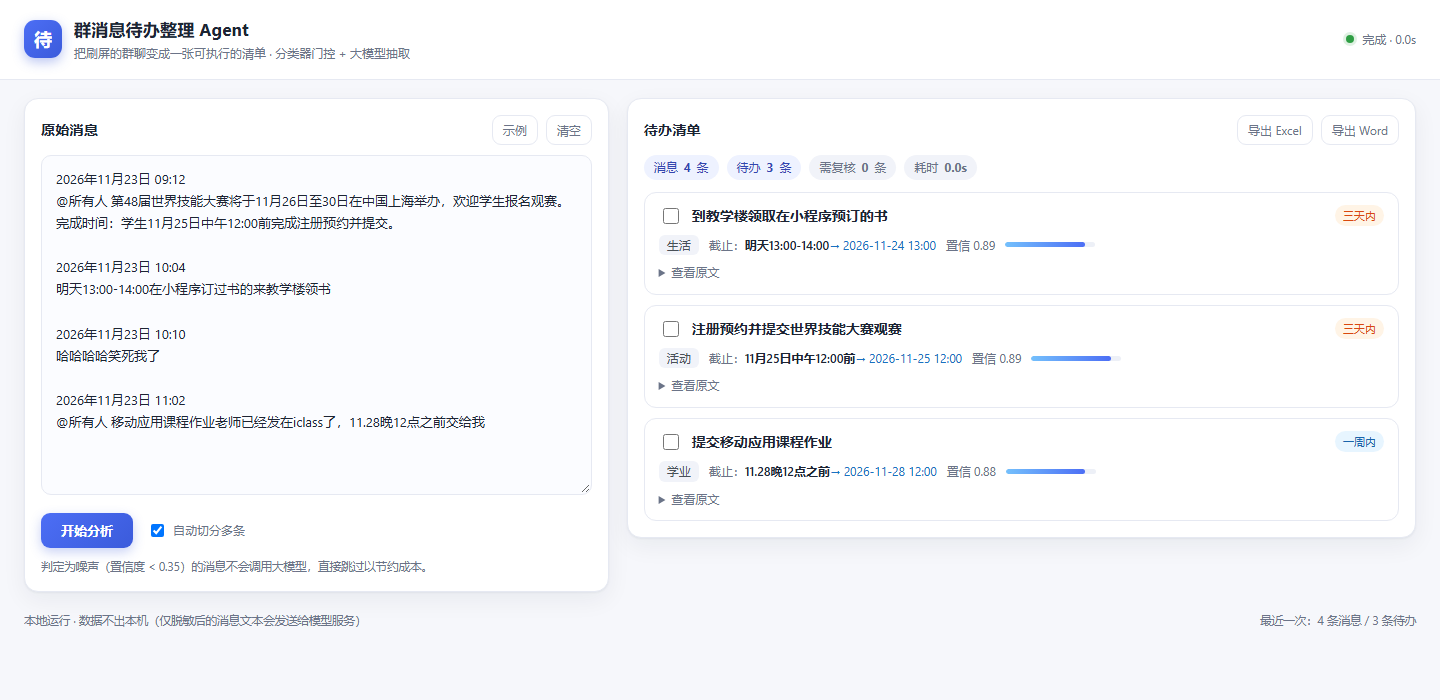 待
群消息待办整理 Agent
把刷屏的群聊变成一张可执行的清单 · 分类器门控 + 大模型抽取
完成 · 0.0s
原始消息
示例
清空
2026年11月23日 09:12
@所有人 第48届世界技能大赛将于11月26日至30日在中国上海举办，欢迎学生报名观赛。
完成时间：学生11月25日中午12:00前完成注册预约并提交。
2026年11月23日 10:04
明天13:00-14:00在小程序订过书的来教学楼领书
2026年11月23日 10:10
哈哈哈哈笑死我了
2026年11月23日 11:02
@所有人 移动应用课程作业老师已经发在iclass了，11.28晚12点之前交给我
开始分析
自动切分多条
判定为噪声（置信度 < 0.35）的消息不会调用大模型，直接跳过以节约成本。
待办清单
导出 Excel
导出 Word
消息 4 条
待办 3 条
需复核 0 条
耗时 0.0s
到教学楼领取在小程序预订的书
三天内
生活 截止：明天13:00-14:00→ 2026-11-24 13:00 置信 0.89
▶ 查看原文
注册预约并提交世界技能大赛观赛
三天内
活动 截止：11月25日中午12:00前→ 2026-11-25 12:00 置信 0.89
▶ 查看原文
提交移动应用课程作业
一周内
学业 截止：11.28晚12点之前→ 2026-11-28 12:00 置信 0.88
▶ 查看原文
本地运行 · 数据不出本机（仅脱敏后的消息文本会发送给模型服务）
最近一次：4 条消息 / 3 条待办